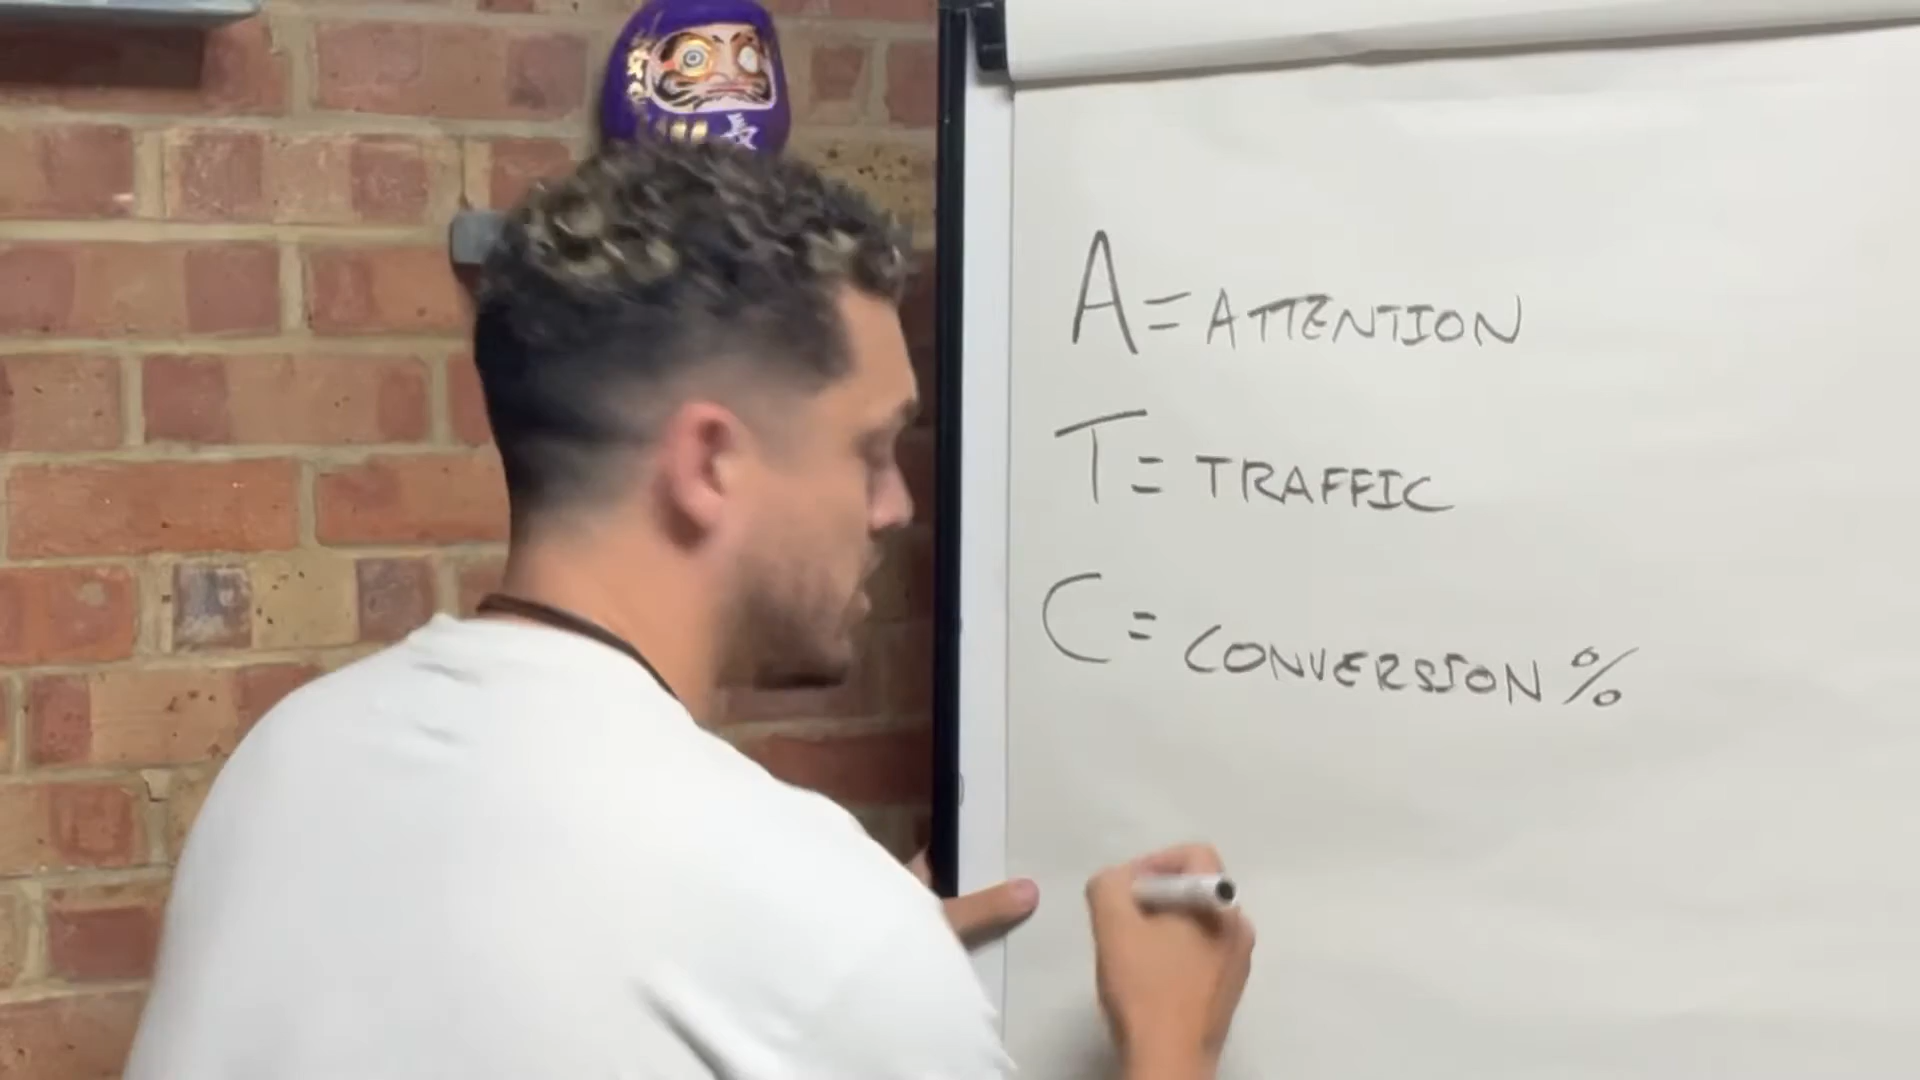 A = ATTENTION
T = TRAFFIC
C = CONVERSION %